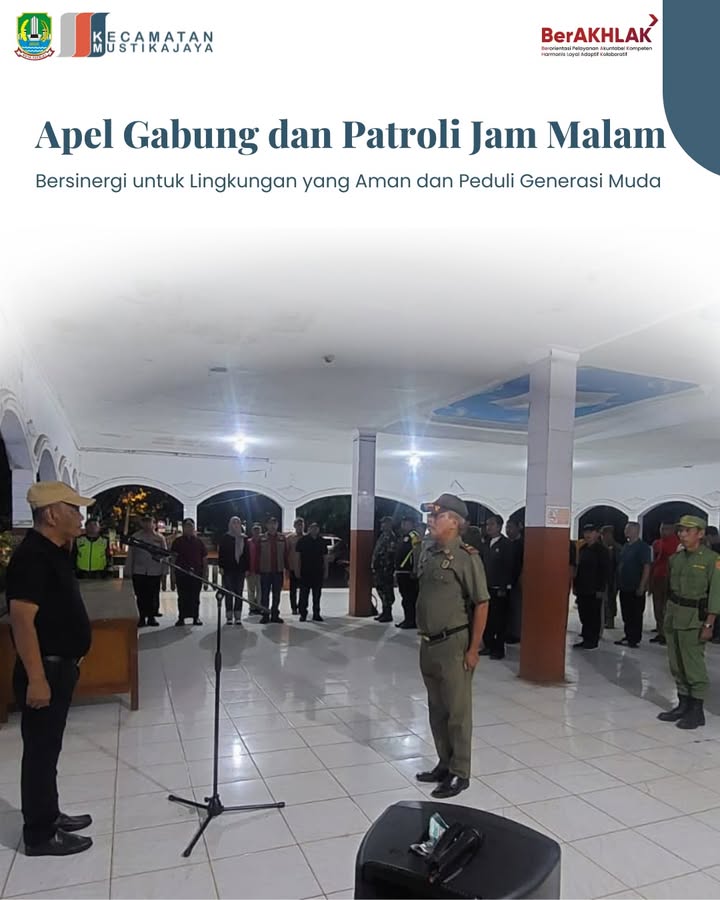 KECAMATAN
MUSTIKAJAYA
BerAKHLAK
Berorientasi Pelayanan Akuntabel Kompeten
Harmonis Loyal Adaptif Kolaboratif
Apel Gabung dan Patroli Jam Malam
Bersinergi untuk Lingkungan yang Aman dan Peduli Generasi Muda